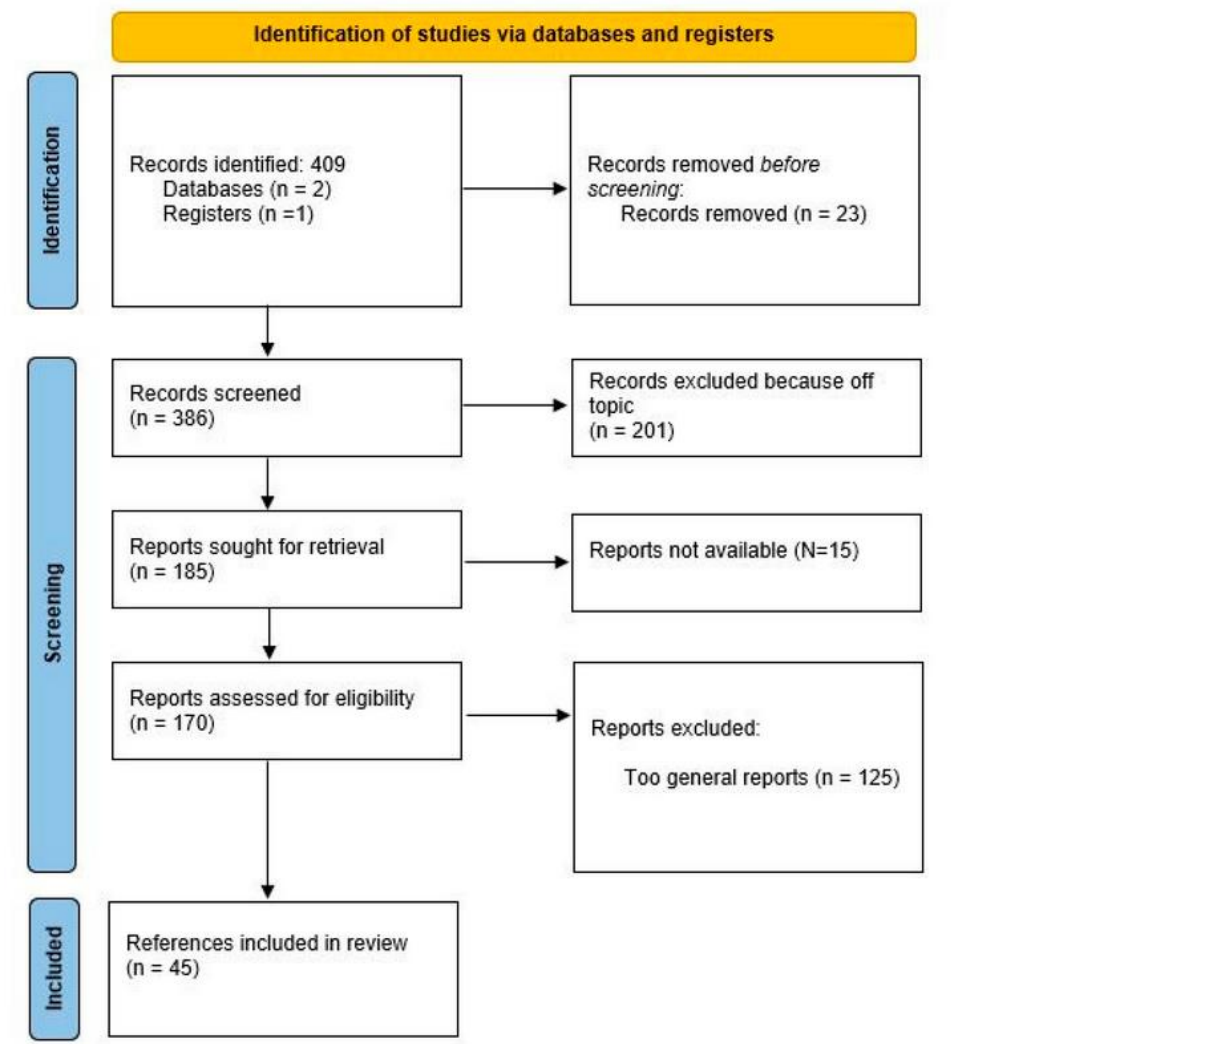 Identification of studies via databases and registers
Identification
Records identified: 409
Databases (n = 2)
Registers (n =1)
Records removed before
screening:
Records removed (n = 23)
Screening
Records screened
(n = 386)
Records excluded because off
topic
(n = 201)
Reports sought for retrieval
(n = 185)
Reports not available (N=15)
Reports assessed for eligibility
(n = 170)
Reports excluded:
Too general reports (n = 125)
Included
References included in review
(n = 45)